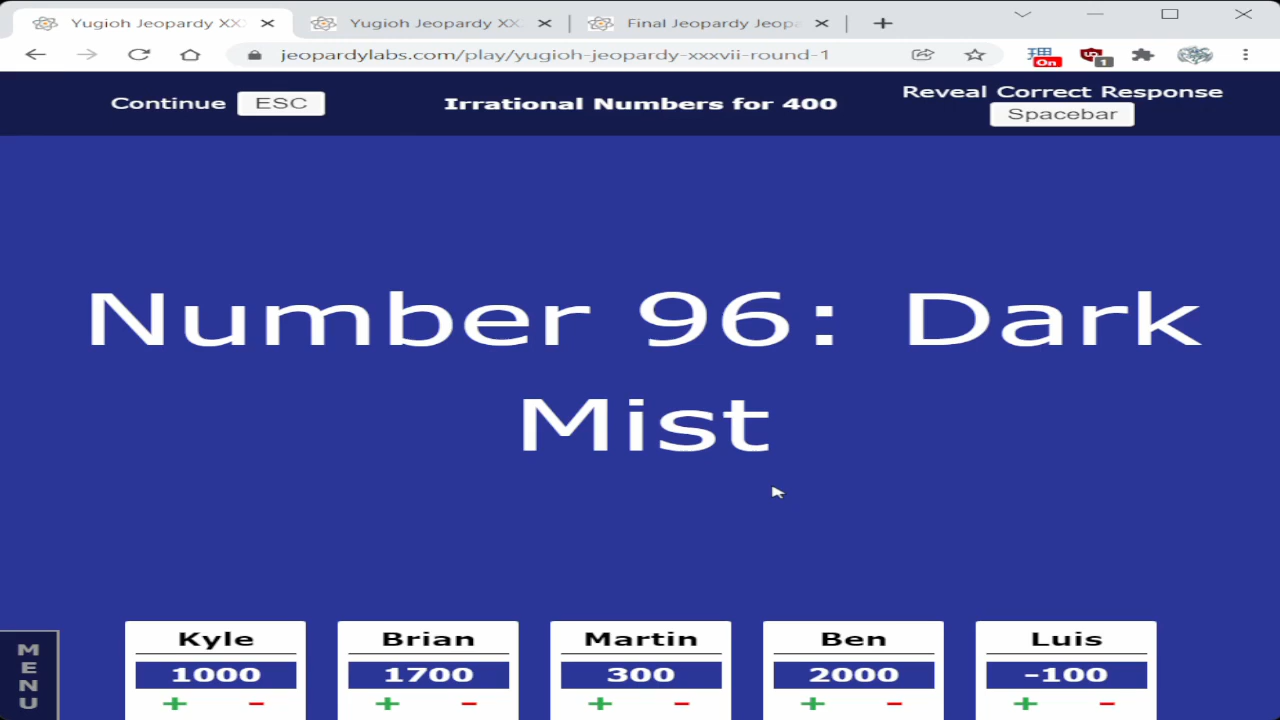 Yugioh Jeopardy XX
Yugioh Jeopardy XX
Final Jeopardy Jeop
jeopardylabs.com/play/yugioh-jeopardy-xxxvii-round-1
On
1
Continue ESC
Irrational Numbers for 400
Reveal Correct Response
Spacebar
Number 96: Dark
Mist
MENU
Kyle Brian Martin Ben Luis
1000 1700 300 2000 -100
+ - + - + - + - + -